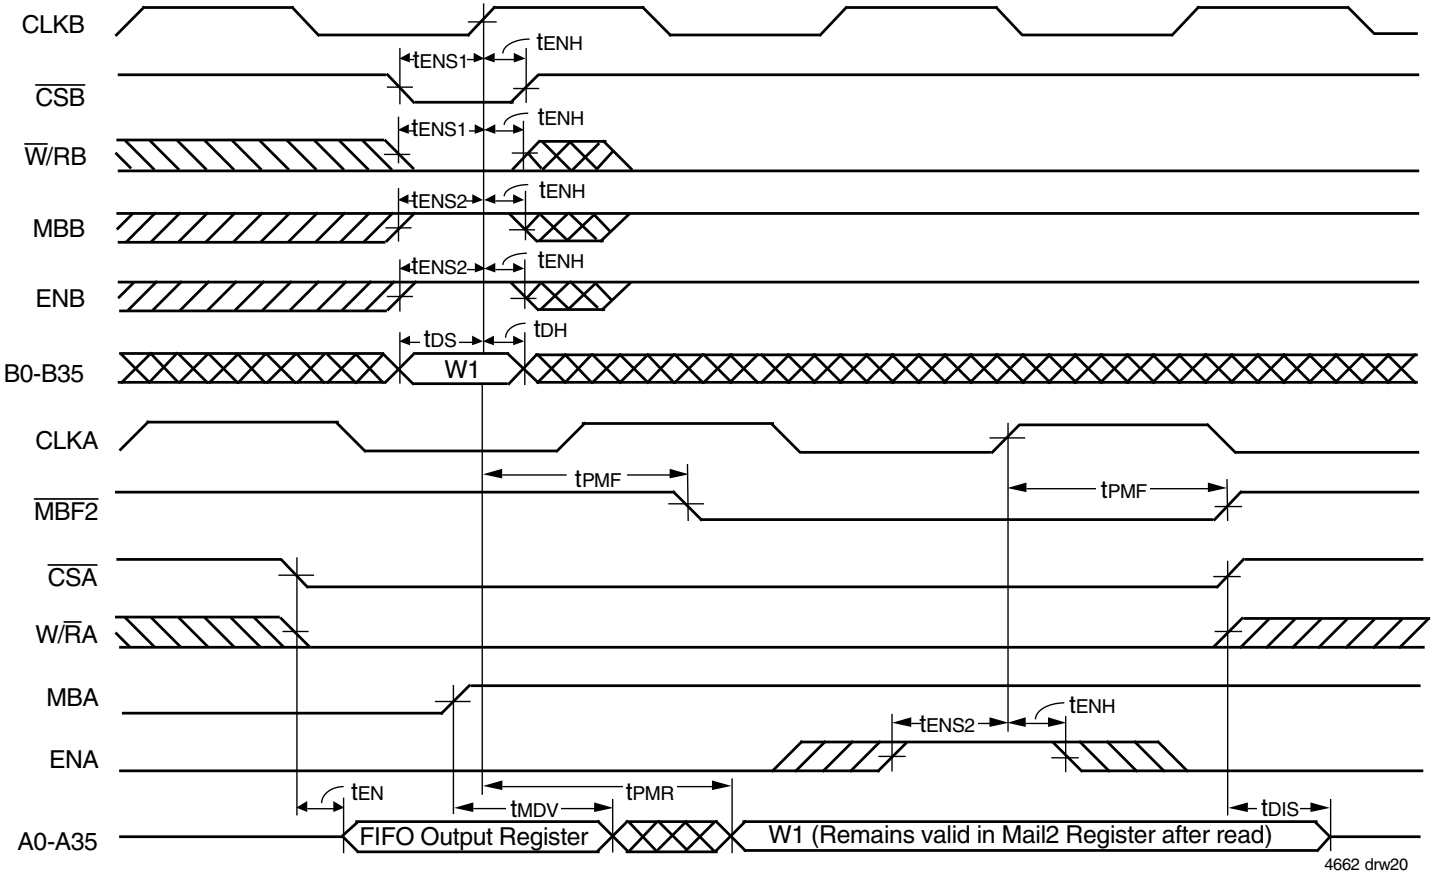 CLKB
tENS1 tENH
CSB
tENS1 tENH
W/RB
tENS2 tENH
MBB
tENS2 tENH
ENB
tDS tDH
B0-B35 W1
CLKA
tPMF tPMF
MBF2
CSA
W/RA
MBA
tENS2 tENH
ENA
tEN tMDV tPMR tDIS
A0-A35 FIFO Output Register W1 (Remains valid in Mail2 Register after read)
4662 drw20